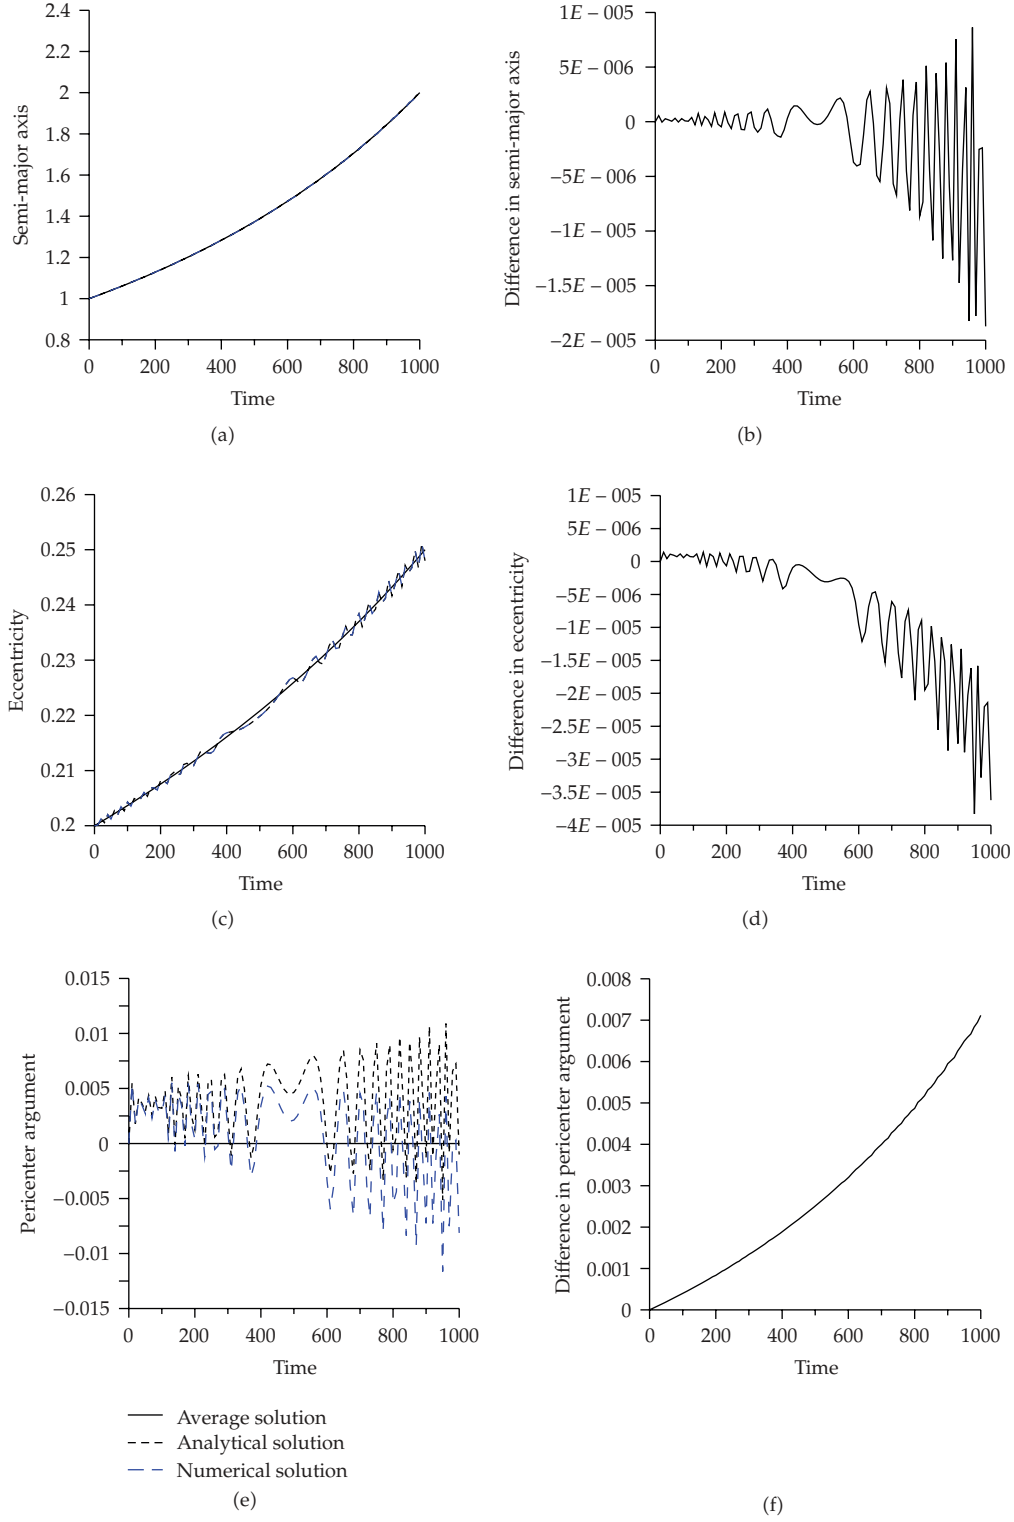 2.4
2.2
2
1.8
1.6
1.4
1.2
1
0.8
Semi-major axis
0 200 400 600 800 1000
Time
(a)
1E − 005
5E − 006
0
−5E − 006
−1E − 005
−1.5E − 005
−2E − 005
Difference in semi-major axis
0 200 400 600 800 1000
Time
(b)
0.26
0.25
0.24
0.23
0.22
0.21
0.2
Eccentricity
0 200 400 600 800 1000
Time
(c)
1E − 005
5E − 006
0
−5E − 006
−1E − 005
−1.5E − 005
−2E − 005
−2.5E − 005
−3E − 005
−3.5E − 005
−4E − 005
Difference in eccentricity
0 200 400 600 800 1000
Time
(d)
0.015
0.01
0.005
0
−0.005
−0.01
−0.015
Pericenter argument
0 200 400 600 800 1000
Time
Average solution
Analytical solution
Numerical solution
(e)
0.008
0.007
0.006
0.005
0.004
0.003
0.002
0.001
0
Difference in pericenter argument
0 200 400 600 800 1000
Time
(f)